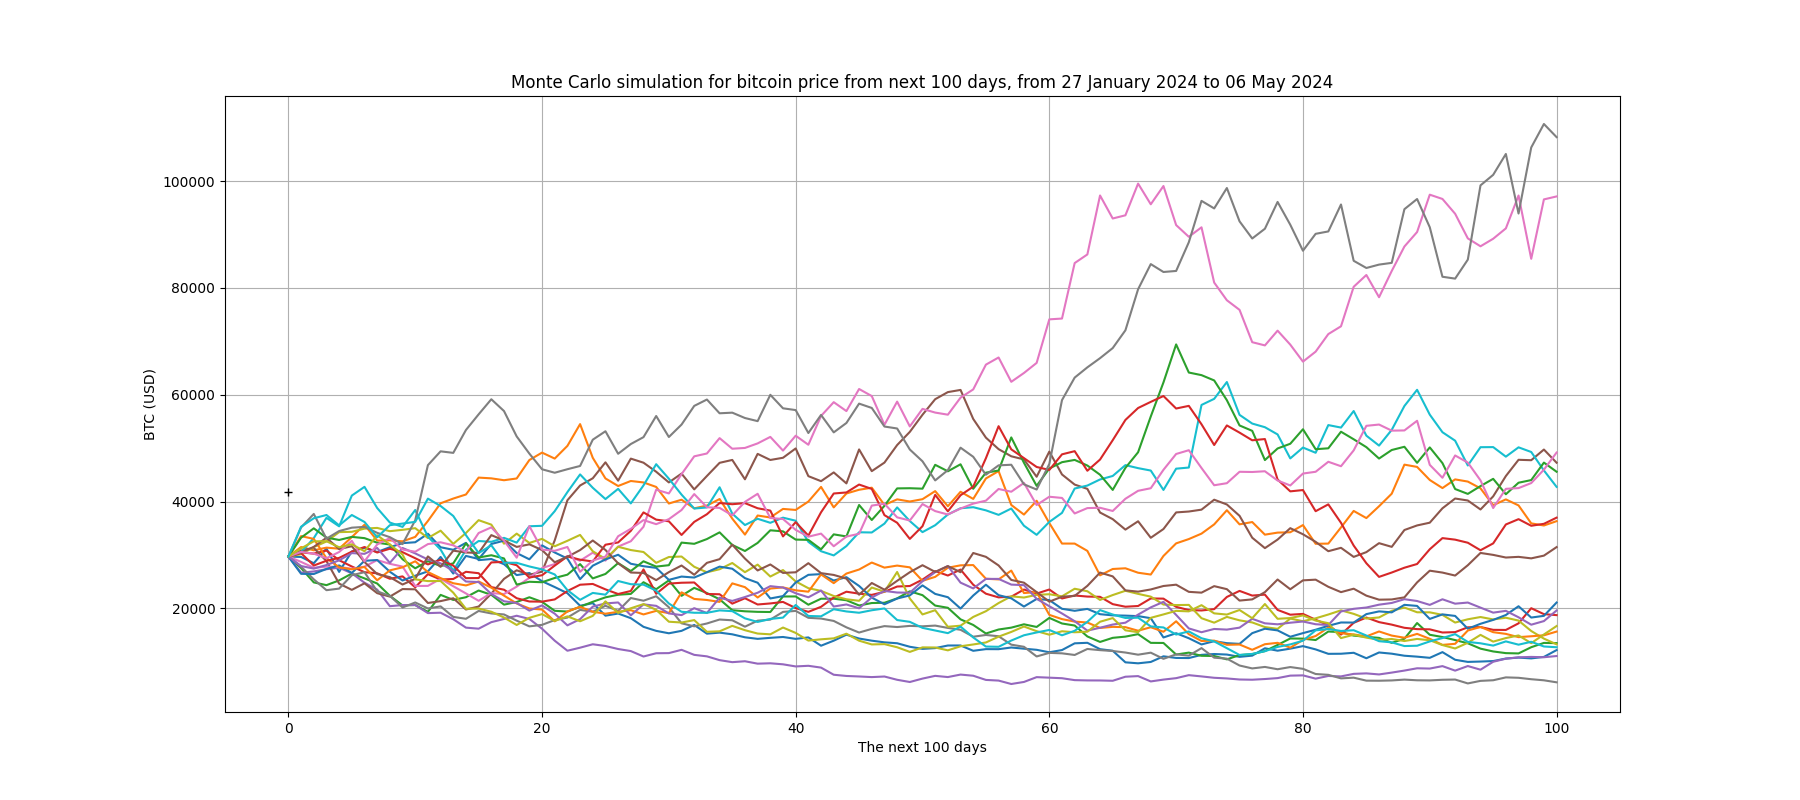 Monte Carlo simulation for bitcoin price from next 100 days, from 27 January 2024 to 06 May 2024
100000
80000
60000
40000
20000
BTC (USD)
0 20 40 60 80 100
The next 100 days